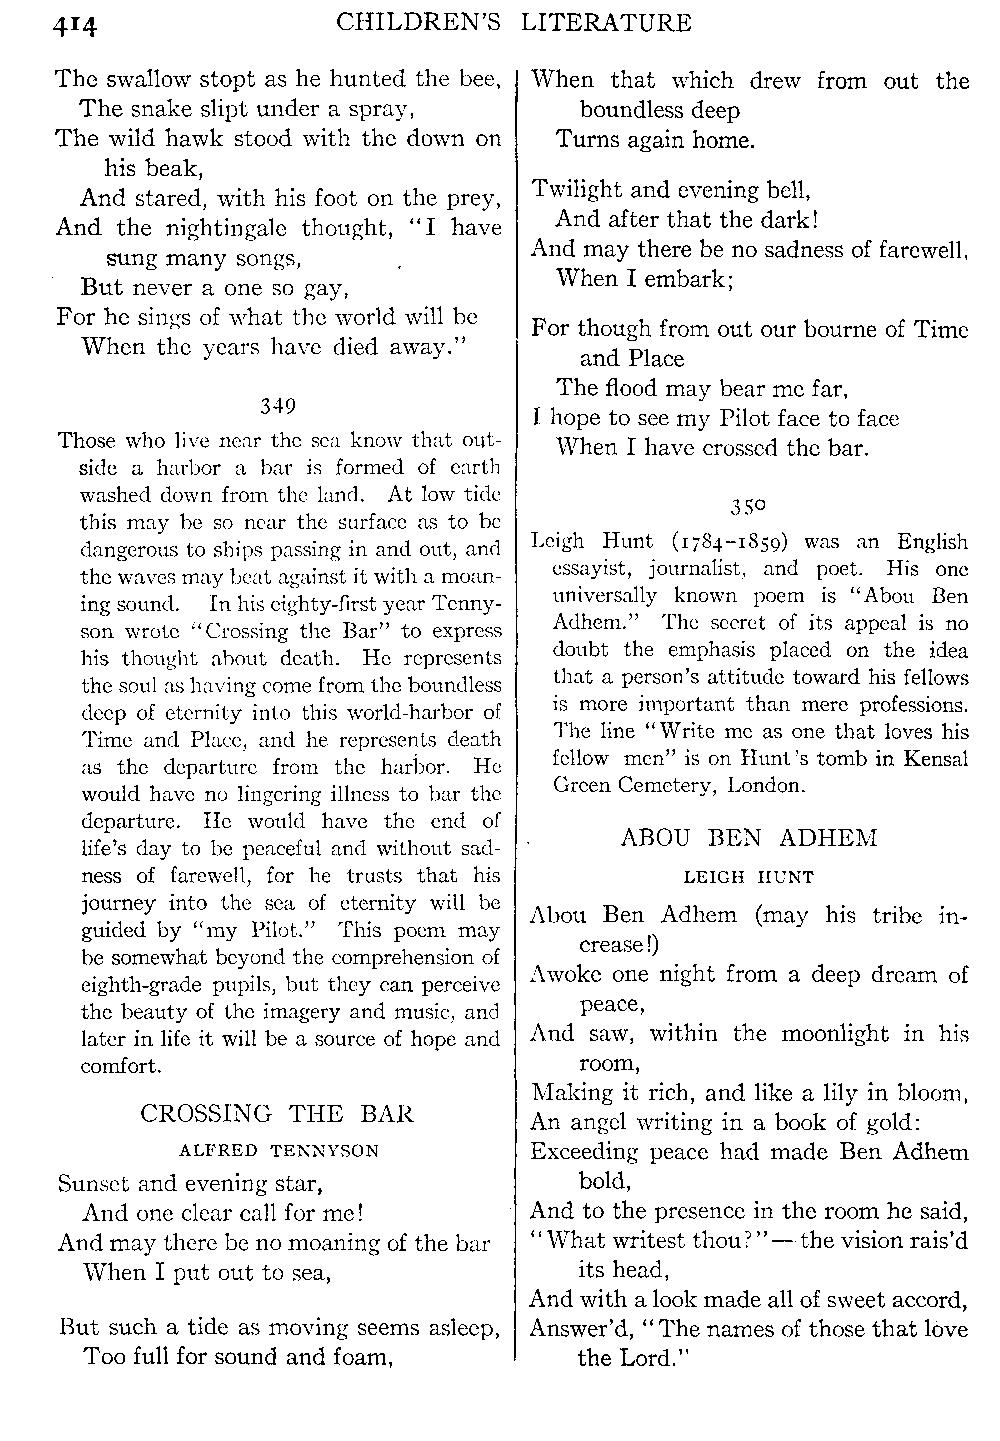 414 CHILDREN'S LITERATURE
The swallow stopt as he hunted the bee,
The snake slipt under a spray,
The wild hawk stood with the down on
his beak,
And stared, with his foot on the prey,
And the nightingale thought, "I have
sung many songs,
But never a one so gay,
For he sings of what the world will be
When the years have died away."
349
Those who live near the sea know that out-
side a harbor a bar is formed of earth
washed down from the land. At low tide
this may be so near the surface as to be
dangerous to ships passing in and out, and
the waves may beat against it with a moan-
ing sound. In his eighty-first year Tenny-
son wrote "Crossing the Bar" to express
his thought about death. He represents
the soul as having come from the boundless
deep of eternity into this world-harbor of
Time and Place, and he represents death
as the departure from the harbor. He
would have no lingering illness to bar the
departure. He would have the end of
life's day to be peaceful and without sad-
ness of farewell, for he trusts that his
journey into the sea of eternity will be
guided by "my Pilot." This poem may
be somewhat beyond the comprehension of
eighth-grade pupils, but they can perceive
the beauty of the imagery and music, and
later in life it will be a source of hope and
comfort.
CROSSING THE BAR
ALFRED TENNYSON
Sunset and evening star,
And one clear call for me!
And may there be no moaning of the bar
When I put out to sea,
But such a tide as moving seems asleep,
Too full for sound and foam,
When that which drew from out the
boundless deep
Turns again home.
Twilight and evening bell,
And after that the dark!
And may there be no sadness of farewell,
When I embark;
For though from out our bourne of Time
and Place
The flood may bear me far,
I hope to see my Pilot face to face
When I have crossed the bar.
350
Leigh Hunt (1784-1859) was an English
essayist, journalist, and poet. His one
universally known poem is "Abou Ben
Adhem." The secret of its appeal is no
doubt the emphasis placed on the idea
that a person's attitude toward his fellows
is more important than mere professions.
The line "Write me as one that loves his
fellow men" is on Hunt's tomb in Kensal
Green Cemetery, London.
ABOU BEN ADHEM
LEIGH HUNT
Abou Ben Adhem (may his tribe in-
crease!)
Awoke one night from a deep dream of
peace,
And saw, within the moonlight in his
room,
Making it rich, and like a lily in bloom,
An angel writing in a book of gold:
Exceeding peace had made Ben Adhem
bold,
And to the presence in the room he said,
"What writest thou?"—the vision rais'd
its head,
And with a look made all of sweet accord,
Answer'd, "The names of those that love
the Lord."